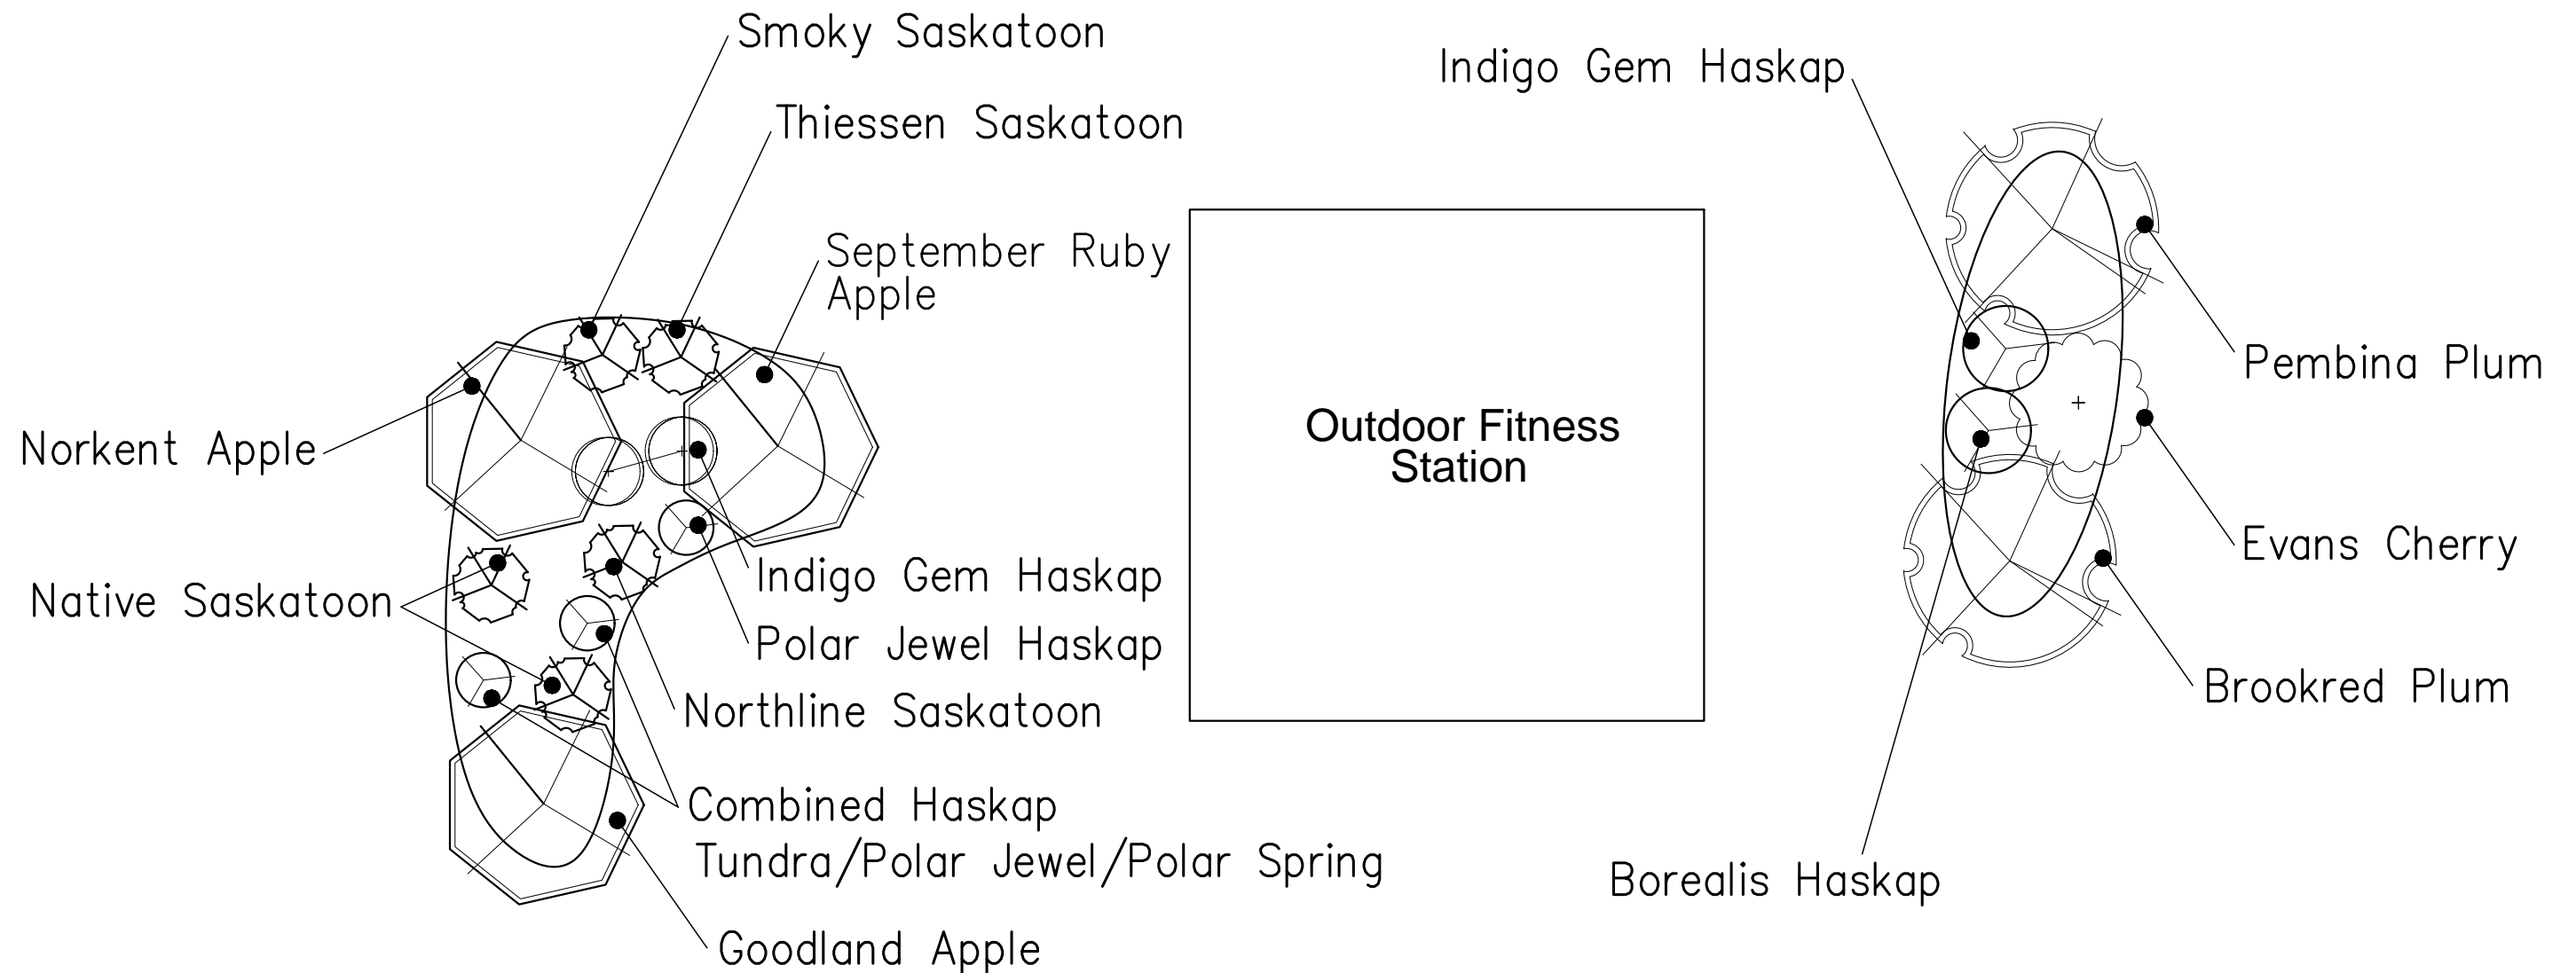 Smoky Saskatoon
Indigo Gem Haskap
Thiessen Saskatoon
September Ruby
Apple
Pembina Plum
Outdoor Fitness
Station
Norkent Apple
Evans Cherry
Indigo Gem Haskap
Native Saskatoon
Polar Jewel Haskap
Brookred Plum
Northline Saskatoon
Combined Haskap
Tundra/Polar Jewel/Polar Spring
Borealis Haskap
Goodland Apple